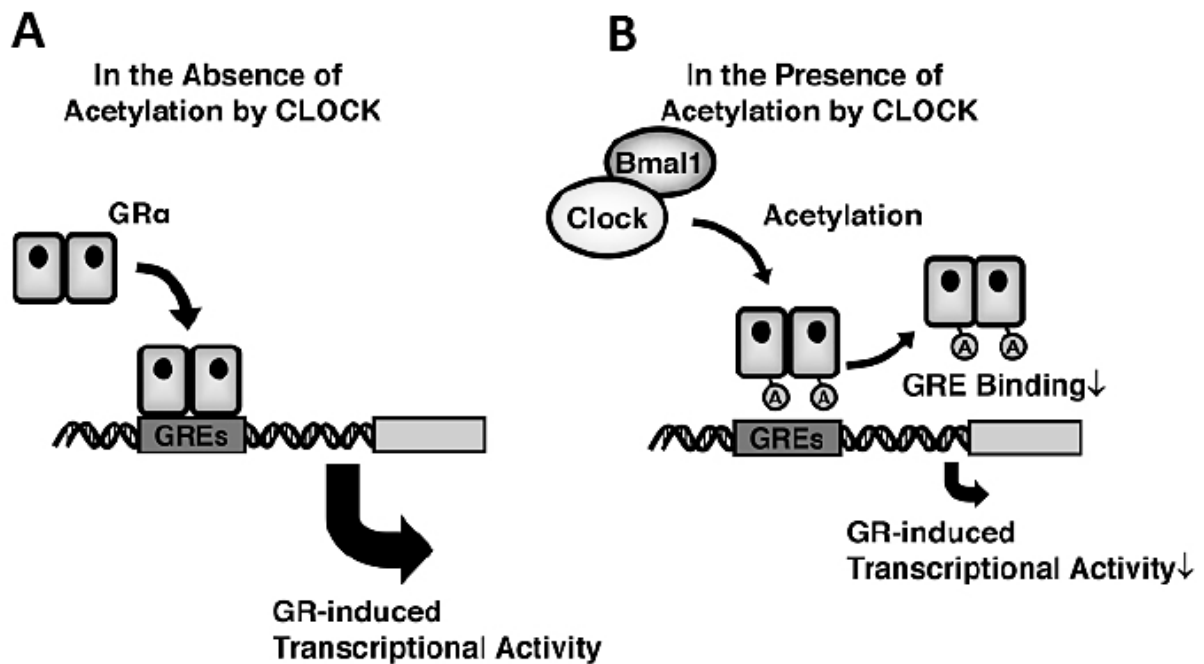 A
In the Absence of
Acetylation by CLOCK
GRα
GREs
GR-induced
Transcriptional Activity
B
In the Presence of
Acetylation by CLOCK
Bmal1
Clock
Acetylation
A
A
A
A
GRE Binding↓
GREs
GR-induced
Transcriptional Activity↓